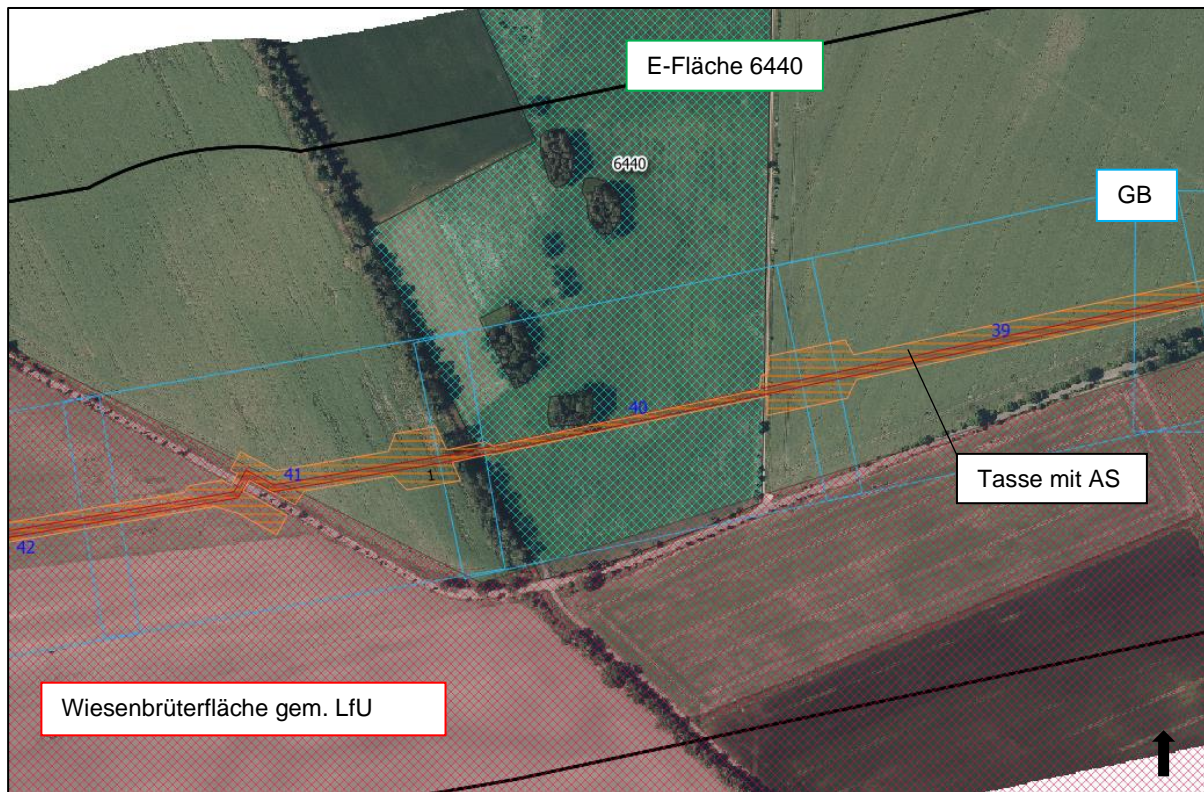 E-Fläche 6440
6440
GB
39
40
Tasse mit AS
41
1
42
Wiesenbrüterfläche gem. LfU